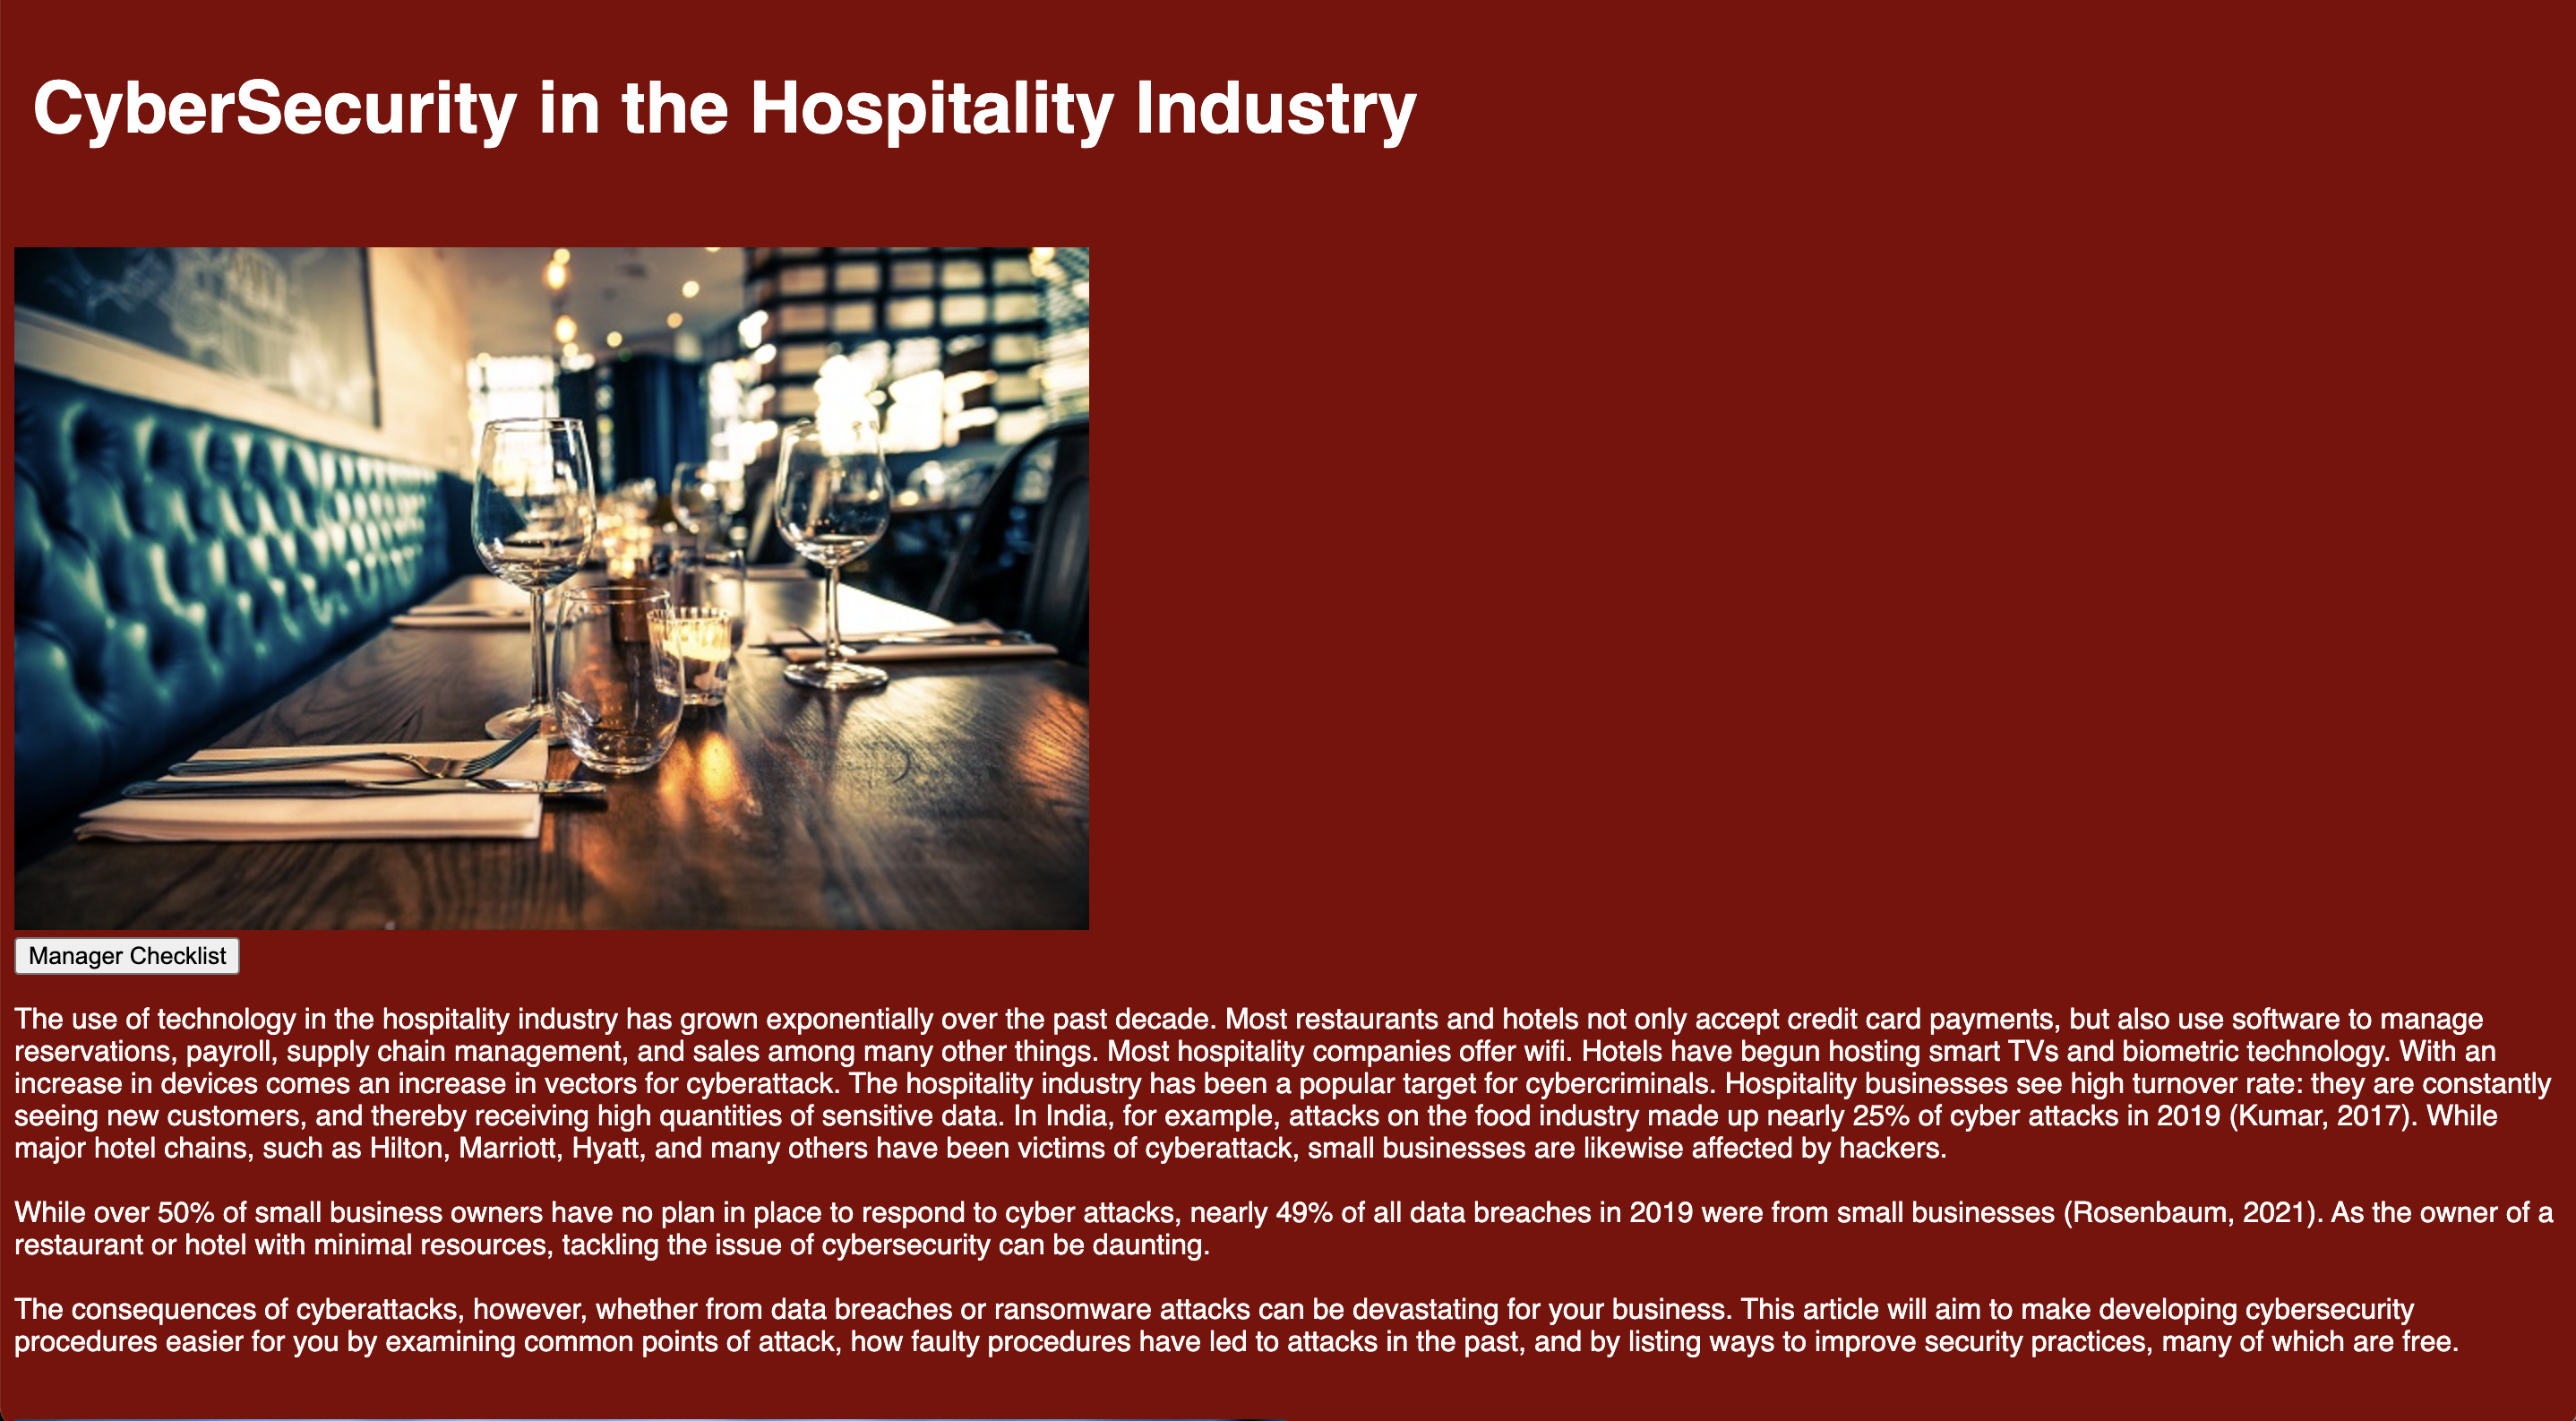 CyberSecurity in the Hospitality Industry
Manager Checklist
The use of technology in the hospitality industry has grown exponentially over the past decade. Most restaurants and hotels not only accept credit card payments, but also use software to manage
reservations, payroll, supply chain management, and sales among many other things. Most hospitality companies offer wifi. Hotels have begun hosting smart TVs and biometric technology. With an
increase in devices comes an increase in vectors for cyberattack. The hospitality industry has been a popular target for cybercriminals. Hospitality businesses see high turnover rate: they are constantly
seeing new customers, and thereby receiving high quantities of sensitive data. In India, for example, attacks on the food industry made up nearly 25% of cyber attacks in 2019 (Kumar, 2017). While
major hotel chains, such as Hilton, Marriott, Hyatt, and many others have been victims of cyberattack, small businesses are likewise affected by hackers.
While over 50% of small business owners have no plan in place to respond to cyber attacks, nearly 49% of all data breaches in 2019 were from small businesses (Rosenbaum, 2021). As the owner of a
restaurant or hotel with minimal resources, tackling the issue of cybersecurity can be daunting.
The consequences of cyberattacks, however, whether from data breaches or ransomware attacks can be devastating for your business. This article will aim to make developing cybersecurity
procedures easier for you by examining common points of attack, how faulty procedures have led to attacks in the past, and by listing ways to improve security practices, many of which are free.